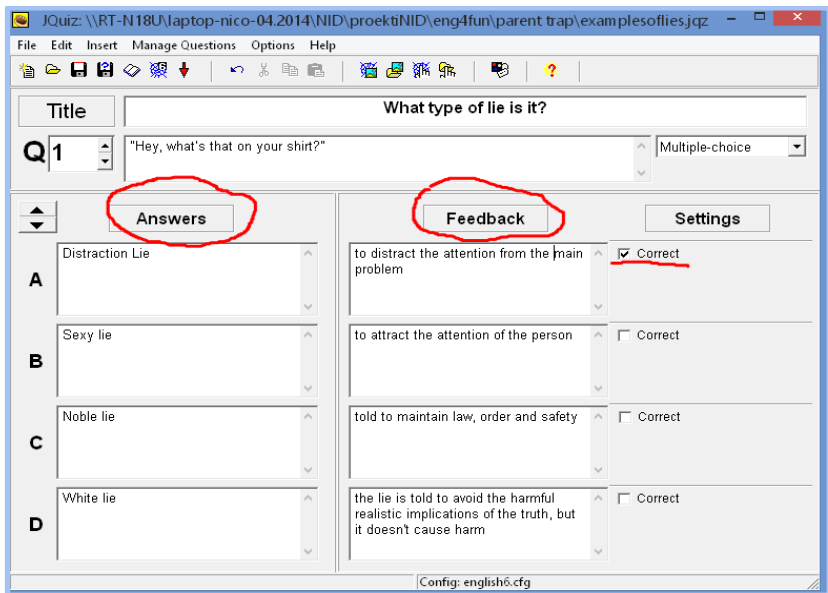 JQuiz: \\RT-N18U\laptop-nico-04.2014\NID\proektiNID\eng4fun\parent trap\examplesoflies.jqz
File Edit Insert Manage Questions Options Help
Title What type of lie is it?
Q 1 "Hey, what's that on your shirt?" Multiple-choice
Answers Feedback Settings
A Distraction Lie to distract the attention from the main Correct
problem
B Sexy lie to attract the attention of the person Correct
C Noble lie told to maintain law, order and safety Correct
D White lie the lie is told to avoid the harmful Correct
realistic implications of the truth, but
it doesn't cause harm
Config: english6.cfg